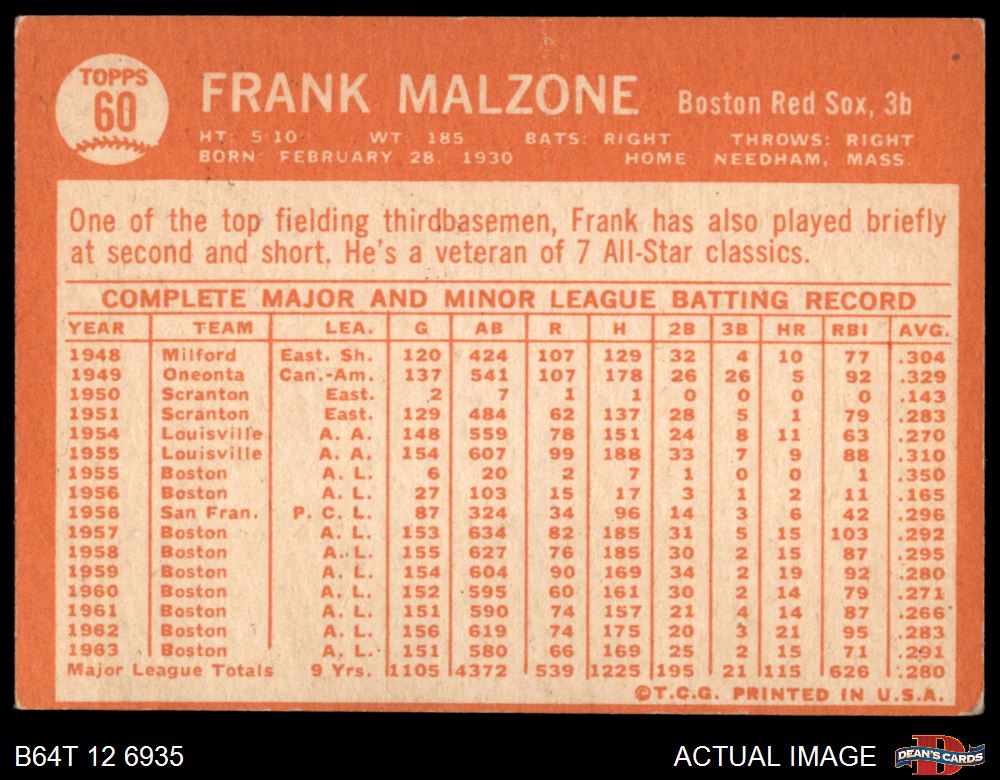 TOPPS
60
FRANK MALZONE Boston Red Sox, 3b
HT: 5 10 WT. 185 BATS: RIGHT THROWS: RIGHT
BORN: FEBRUARY 28, 1930 HOME NEEDHAM, MASS.
One of the top fielding thirdbasemen, Frank has also played briefly
at second and short. He's a veteran of 7 All-Star classics.
COMPLETE MAJOR AND MINOR LEAGUE BATTING RECORD
YEAR TEAM LEA. G AB R H 2B 3B HR RBI AVG.
1948 Milford East. Sh. 120 424 107 129 32 4 10 77 .304
1949 Oneonta Can.-Am. 137 541 107 178 26 26 5 92 .329
1950 Scranton East. 2 7 1 1 0 0 0 0 .143
1951 Scranton East. 129 484 62 137 28 5 1 79 .283
1954 Louisville A. A. 148 559 78 151 24 8 11 63 .270
1955 Louisville A. A. 154 607 99 188 33 7 9 88 .310
1955 Boston A. L. 6 20 2 7 1 0 0 1 .350
1956 Boston A. L. 27 103 15 17 3 1 2 11 .165
1956 San Fran. P. C. L. 87 324 34 96 14 3 6 42 .296
1957 Boston A. L. 153 634 82 185 31 5 15 103 .292
1958 Boston A. L. 155 627 76 185 30 2 15 87 .295
1959 Boston A. L. 154 604 90 169 34 2 19 92 .280
1960 Boston A. L. 152 595 60 161 30 2 14 79 .271
1961 Boston A. L. 151 590 74 157 21 4 14 87 .266
1962 Boston A. L. 156 619 74 175 20 3 21 95 .283
1963 Boston A. L. 151 580 66 169 25 2 15 71 .291
Major League Totals 9 Yrs. 1105 4372 539 1225 195 21 115 626 .280
©T.C.G. PRINTED IN U.S.A.
B64T 12 6935 ACTUAL IMAGE DEAN'S CARDS